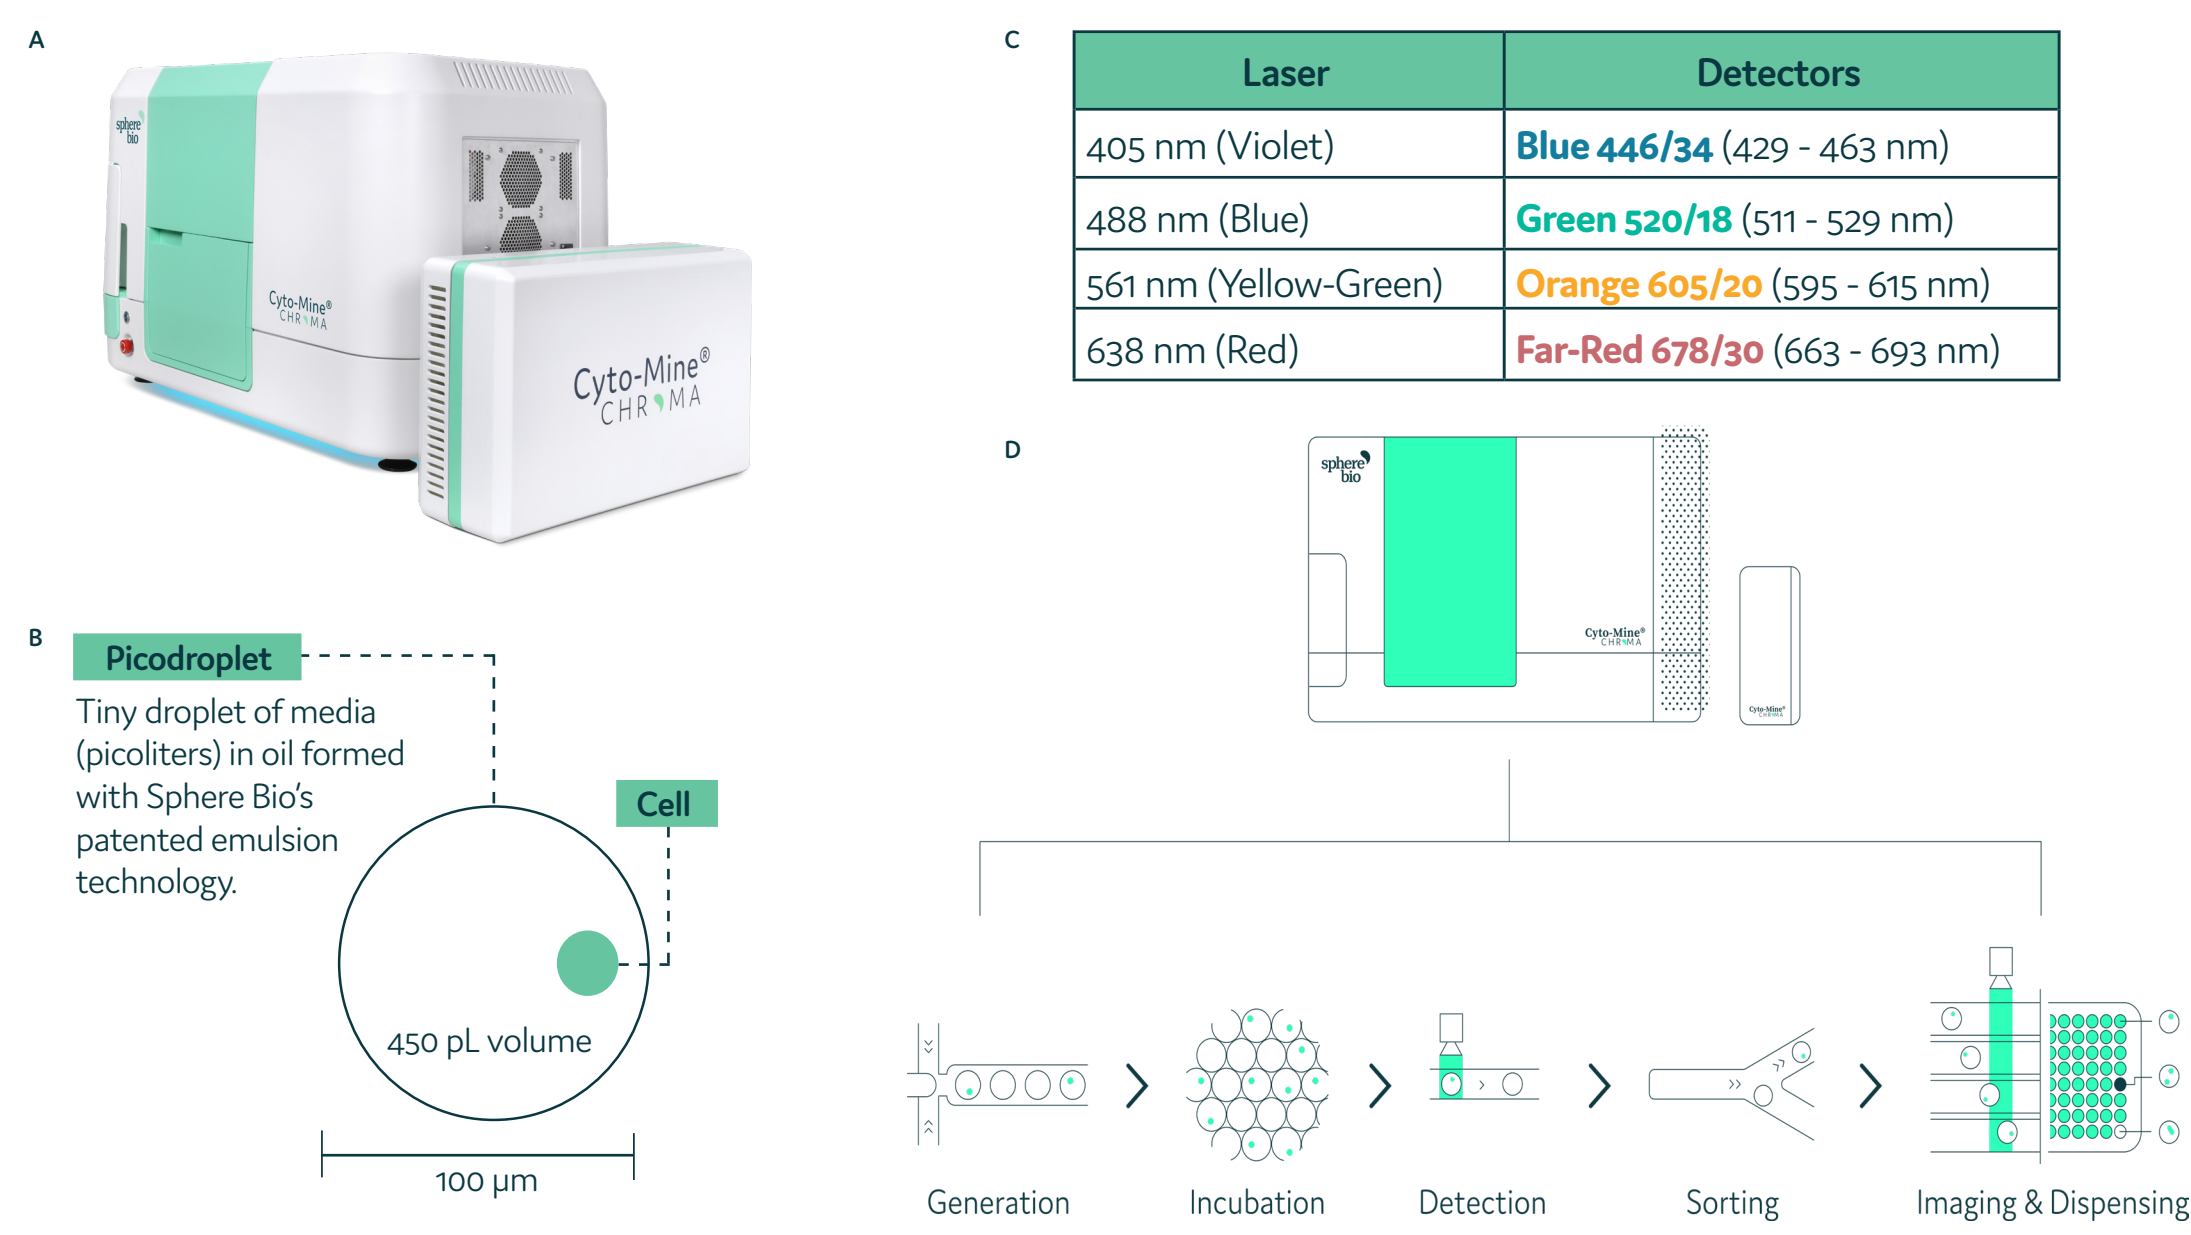 A
sphere
bio
Cyto-Mine®
CHROMA
Cyto-Mine®
CHROMA
B
Picodroplet
Tiny droplet of media
(picoliters) in oil formed
with Sphere Bio's
patented emulsion
technology.
Cell
450 pL volume
100 µm
C
Laser Detectors
405 nm (Violet) Blue 446/34 (429 - 463 nm)
488 nm (Blue) Green 520/18 (511 - 529 nm)
561 nm (Yellow-Green) Orange 605/20 (595 - 615 nm)
638 nm (Red) Far-Red 678/30 (663 - 693 nm)
D
sphere
bio
Cyto-Mine®
CHROMA
Cyto-Mine®
CHROMA
Generation
Incubation
Detection
Sorting
Imaging & Dispensing